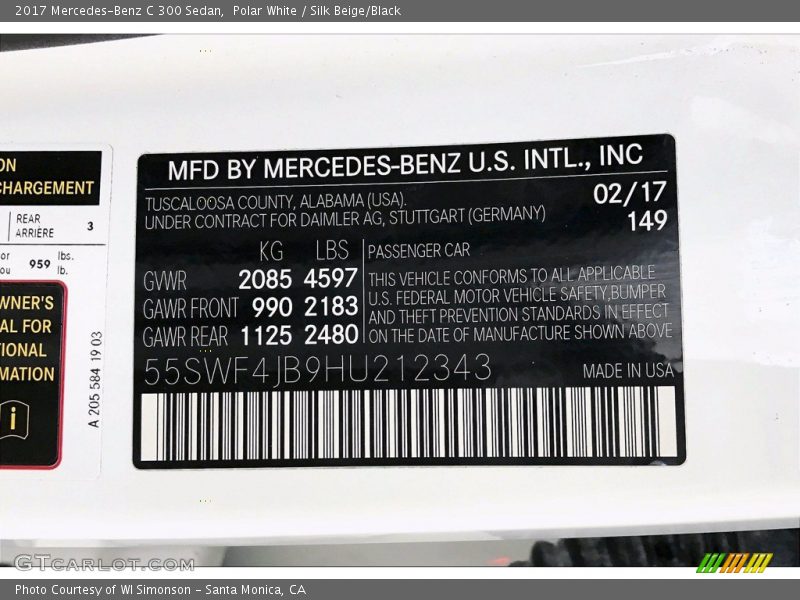 2017 Mercedes-Benz C 300 Sedan,  Polar White / Silk Beige/Black
ON
CHARGEMENT
REAR
ARRIÈRE 3
or
ou 959 lbs.
lb.
WNER'S
AL FOR
TIONAL
MATION
i
A 205 584 19 03
MFD BY MERCEDES-BENZ U.S. INTL., INC
TUSCALOOSA COUNTY, ALABAMA (USA).
UNDER CONTRACT FOR DAIMLER AG, STUTTGART (GERMANY)
02/17
149
KG LBS
GVWR 2085 4597
GAWR FRONT 990 2183
GAWR REAR 1125 2480
PASSENGER CAR
THIS VEHICLE CONFORMS TO ALL APPLICABLE
U.S. FEDERAL MOTOR VEHICLE SAFETY,BUMPER
AND THEFT PREVENTION STANDARDS IN EFFECT
ON THE DATE OF MANUFACTURE SHOWN ABOVE
55SWF4JB9HU212343
MADE IN USA
GTCARLOT.COM
Photo Courtesy of WI Simonson - Santa Monica, CA